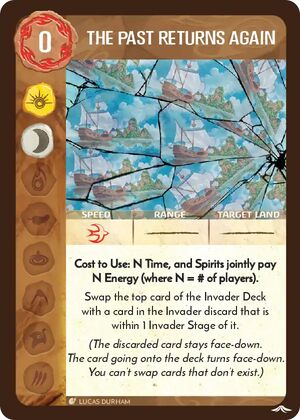 0
THE PAST RETURNS AGAIN
SPEED RANGE TARGET LAND
Cost to Use: N Time, and Spirits jointly pay
N Energy (where N = # of players).
Swap the top card of the Invader Deck
with a card in the Invader discard that is
within 1 Invader Stage of it.
(The discarded card stays face-down.
The card going onto the deck turns face-down.
You can't swap cards that don't exist.)
LUCAS DURHAM